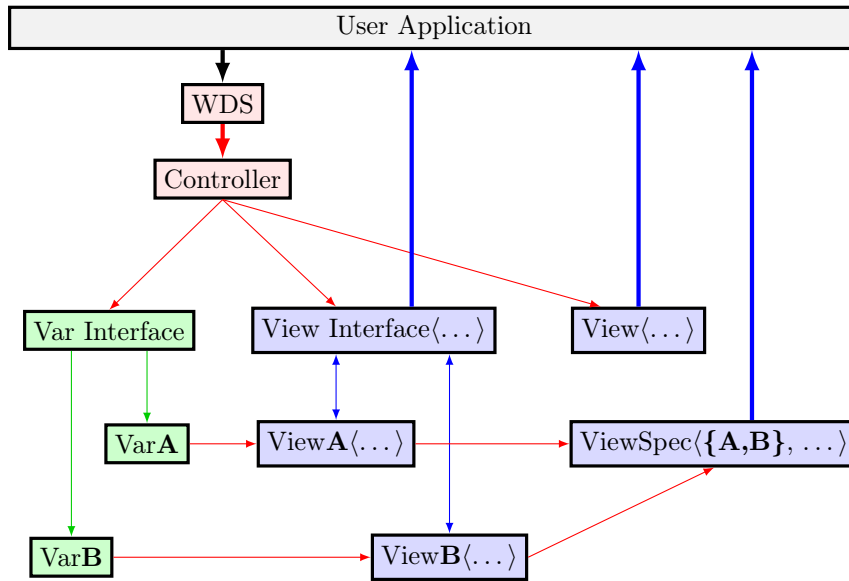 User Application
WDS
Controller
Var Interface
View Interface⟨...⟩
View⟨...⟩
VarA
ViewA⟨...⟩
ViewSpec⟨{A,B}, ...⟩
VarB
ViewB⟨...⟩